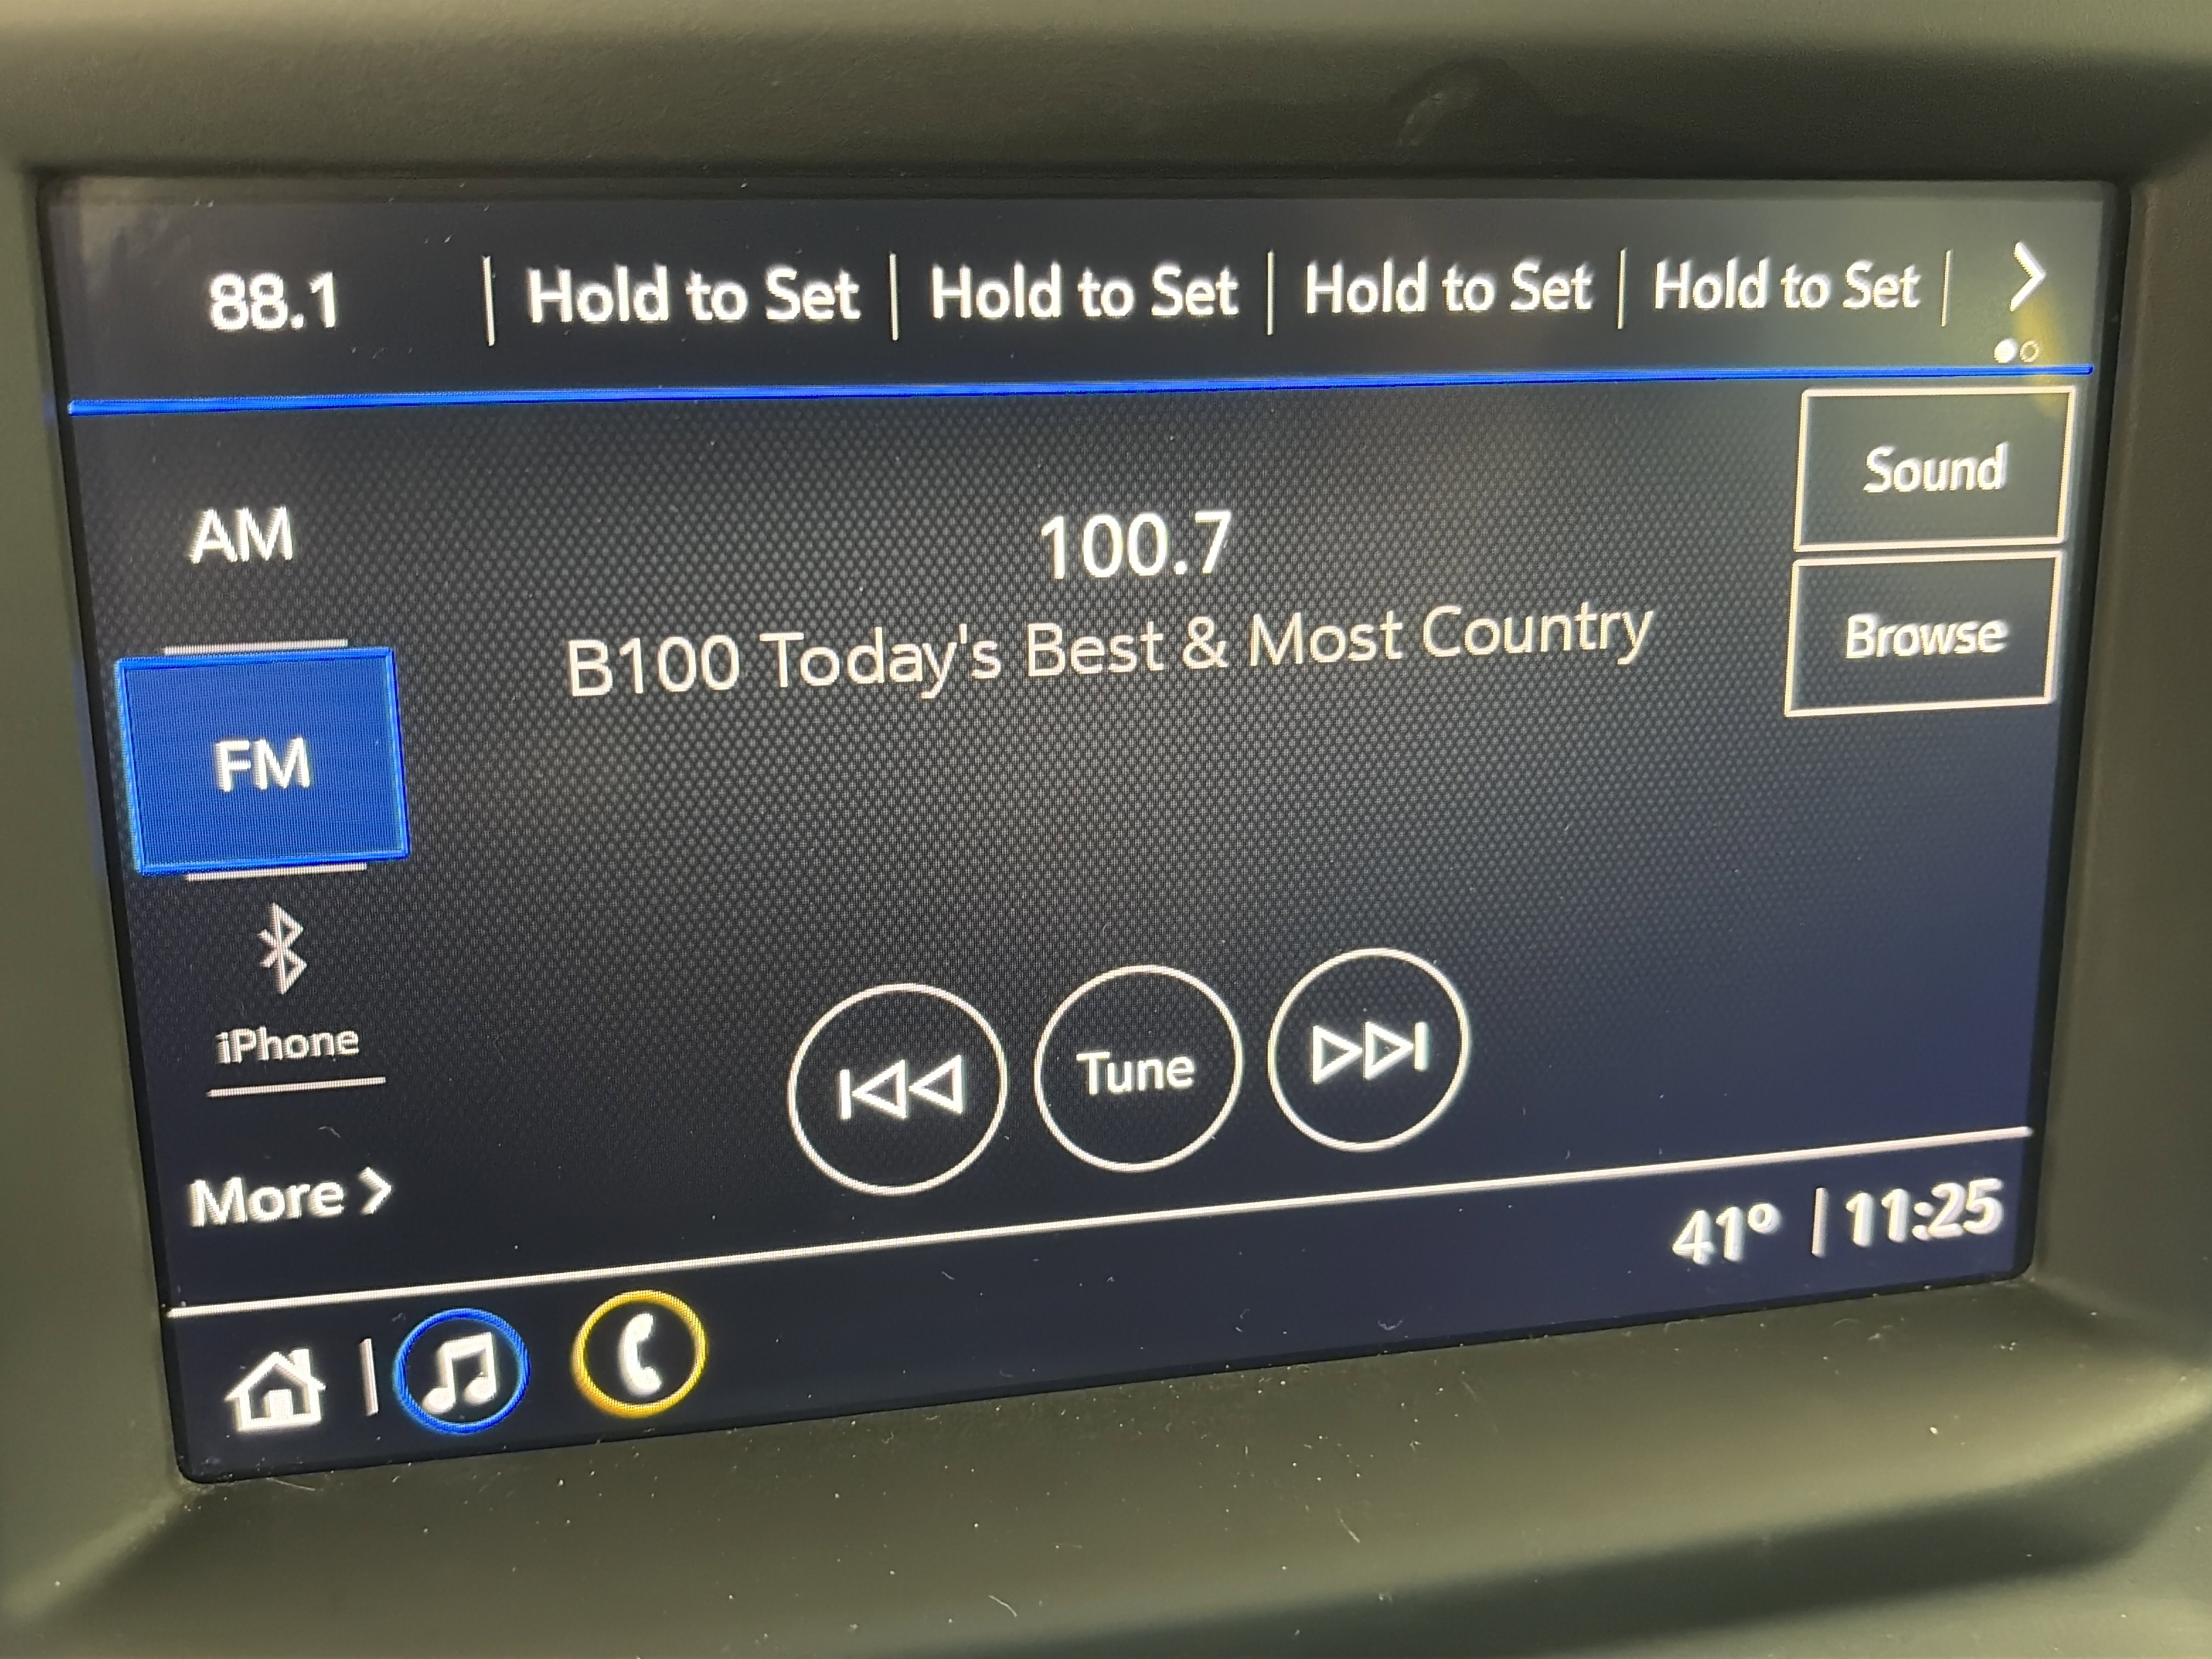 88.1 | Hold to Set | Hold to Set | Hold to Set | Hold to Set |
Sound
AM
100.7
B100 Today's Best & Most Country
Browse
FM
iPhone
Tune
More
41° | 11:25